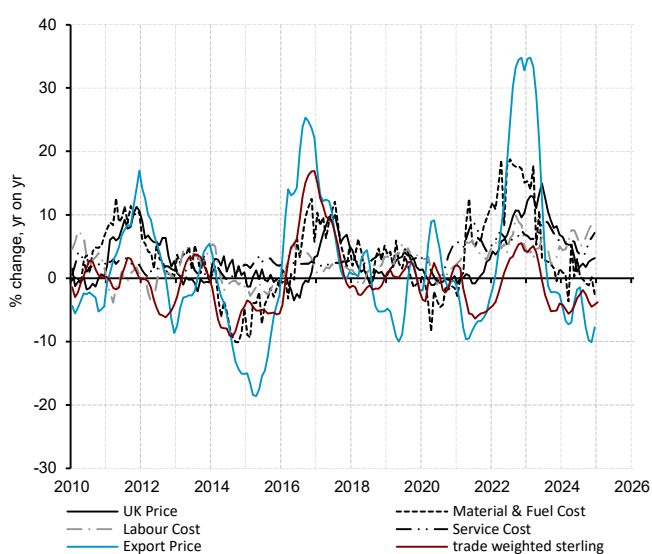 40
30
20
10
0
-10
-20
-30
% change, yr on yr
2010 2012 2014 2016 2018 2020 2022 2024 2026
UK Price Material & Fuel Cost
Labour Cost Service Cost
Export Price trade weighted sterling